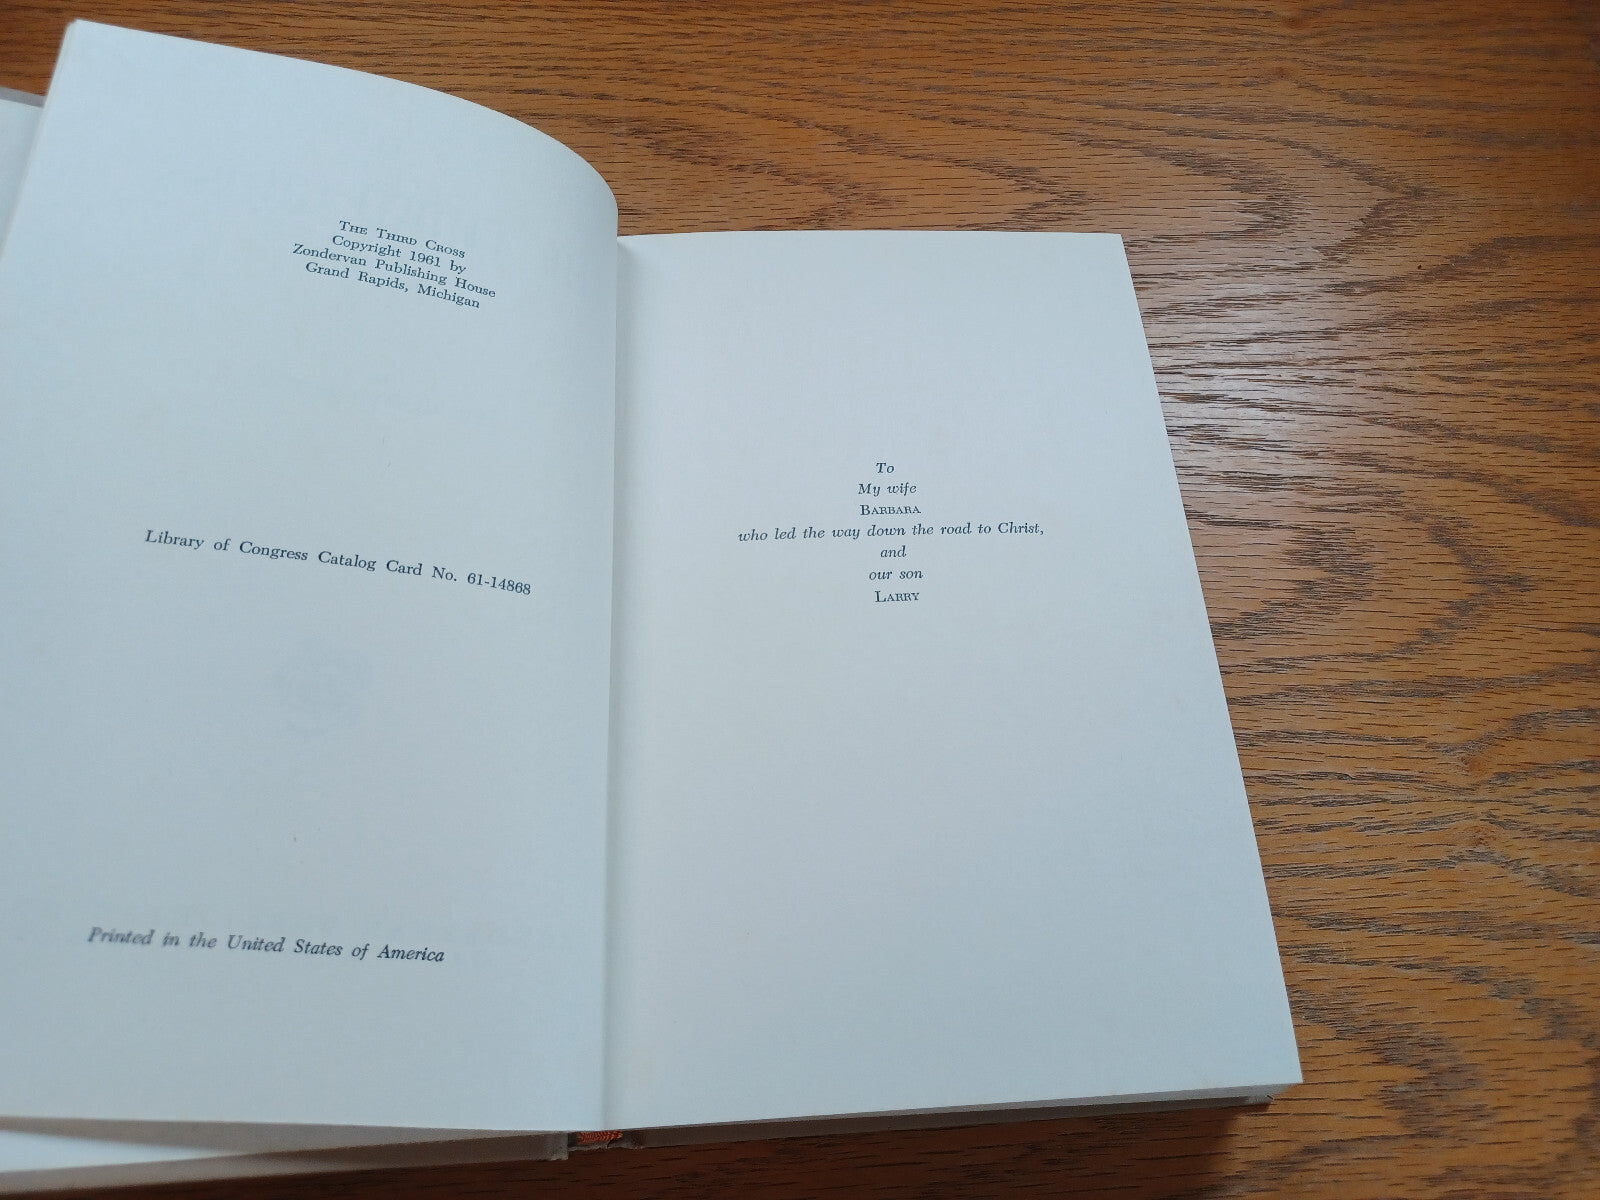 The Third Cross
Copyright 1961 by
Zondervan Publishing House
Grand Rapids, Michigan
Library of Congress Catalog Card No. 61-14868
Printed in the United States of America
To
My wife
Barbara
who led the way down the road to Christ,
and
our son
Larry